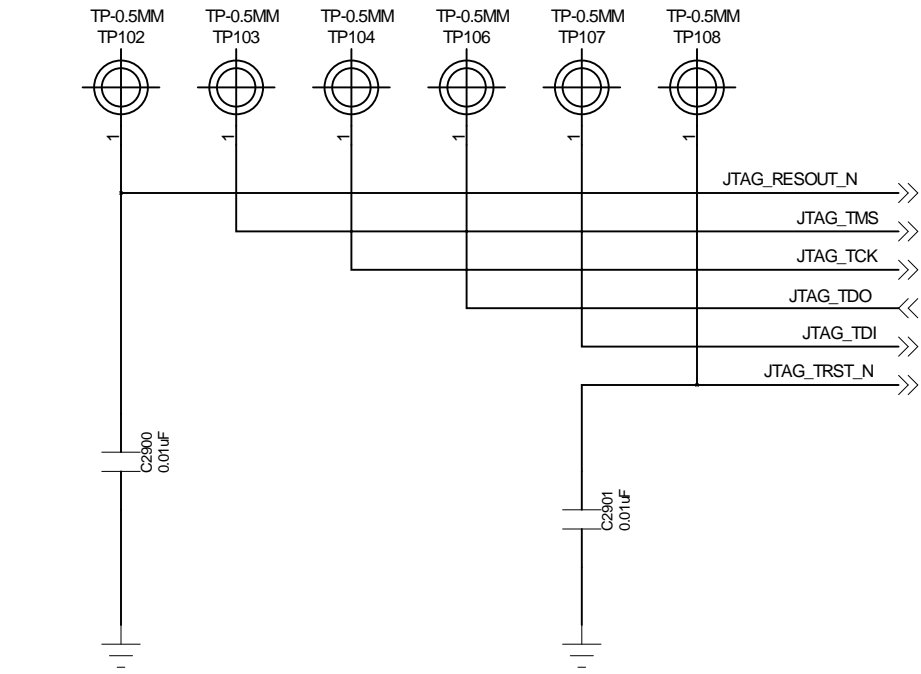 TP-0.5MM TP-0.5MM TP-0.5MM TP-0.5MM TP-0.5MM TP-0.5MM
TP102 TP103 TP104 TP106 TP107 TP108
1 1 1 1 1 1
JTAG_RESOUT_N
JTAG_TMS
JTAG_TCK
JTAG_TDO
JTAG_TDI
JTAG_TRST_N
C2900
0.01uF
C2901
0.01uF